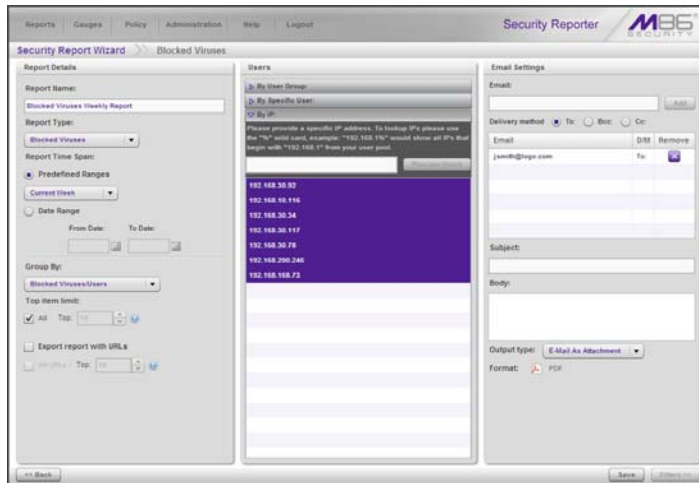 Reports Gauges Policy Administration Help Logout
Security Reporter
M86 SECURITY
Security Report Wizard Blocked Viruses
Report Details
Report Name:
Blocked Viruses Weekly Report
Report Type:
Blocked Viruses
Report Time Span:
Predefined Ranges
Current Week
Date Range
From Date: To Date:
Group By:
Blocked Viruses/Users
Top item limit:
All Top:
Export report with URLs
All URLs Top:
Users
By User Group:
By Specific User:
By IP:
Please provide a specific IP address. To lookup IPs please use
the "%" wild card, example: "192.168.1%" would show all IPs that
begin with "192.168.1" from your user pool.
192.168.30.92
192.168.10.116
192.168.30.34
192.168.30.117
192.168.30.78
192.168.200.246
192.168.168.73
Email Settings
Email:
Add
Delivery method To: Bcc: Cc:
Email D/M Remove
jsmith@logo.com To:
Subject:
Body:
Output type: E-Mail As Attachment
Format: PDF
<< Back
Save Filters >>